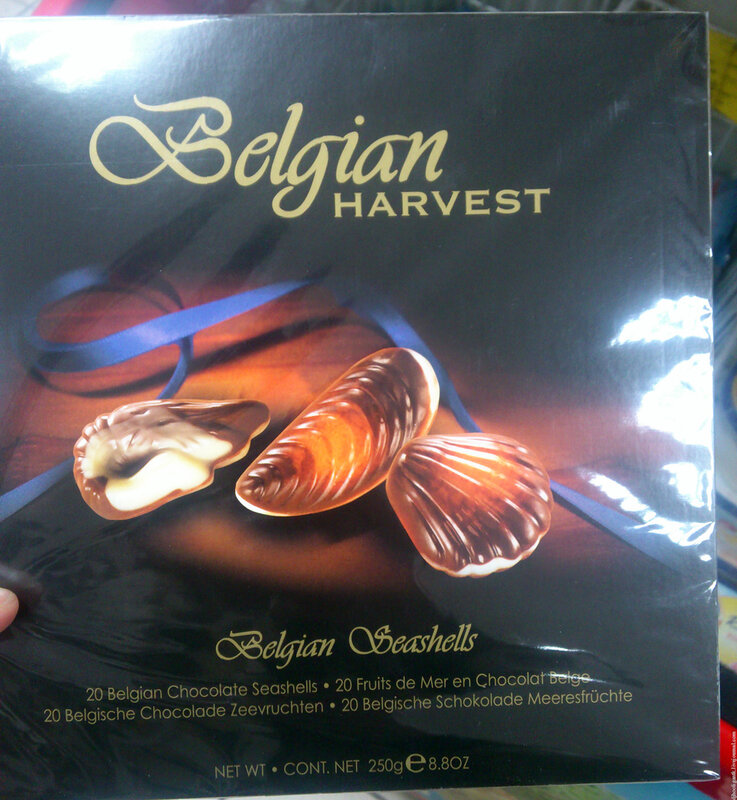 Belgian
HARVEST
Belgian Seashells
20 Belgian Chocolate Seashells • 20 Fruits de Mer en Chocolat Belge
20 Belgische Chocolade Zeevruchten • 20 Belgische Schokolade Meeresfrüchte
NET WT • CONT. NET 250g ℮ 8.8OZ